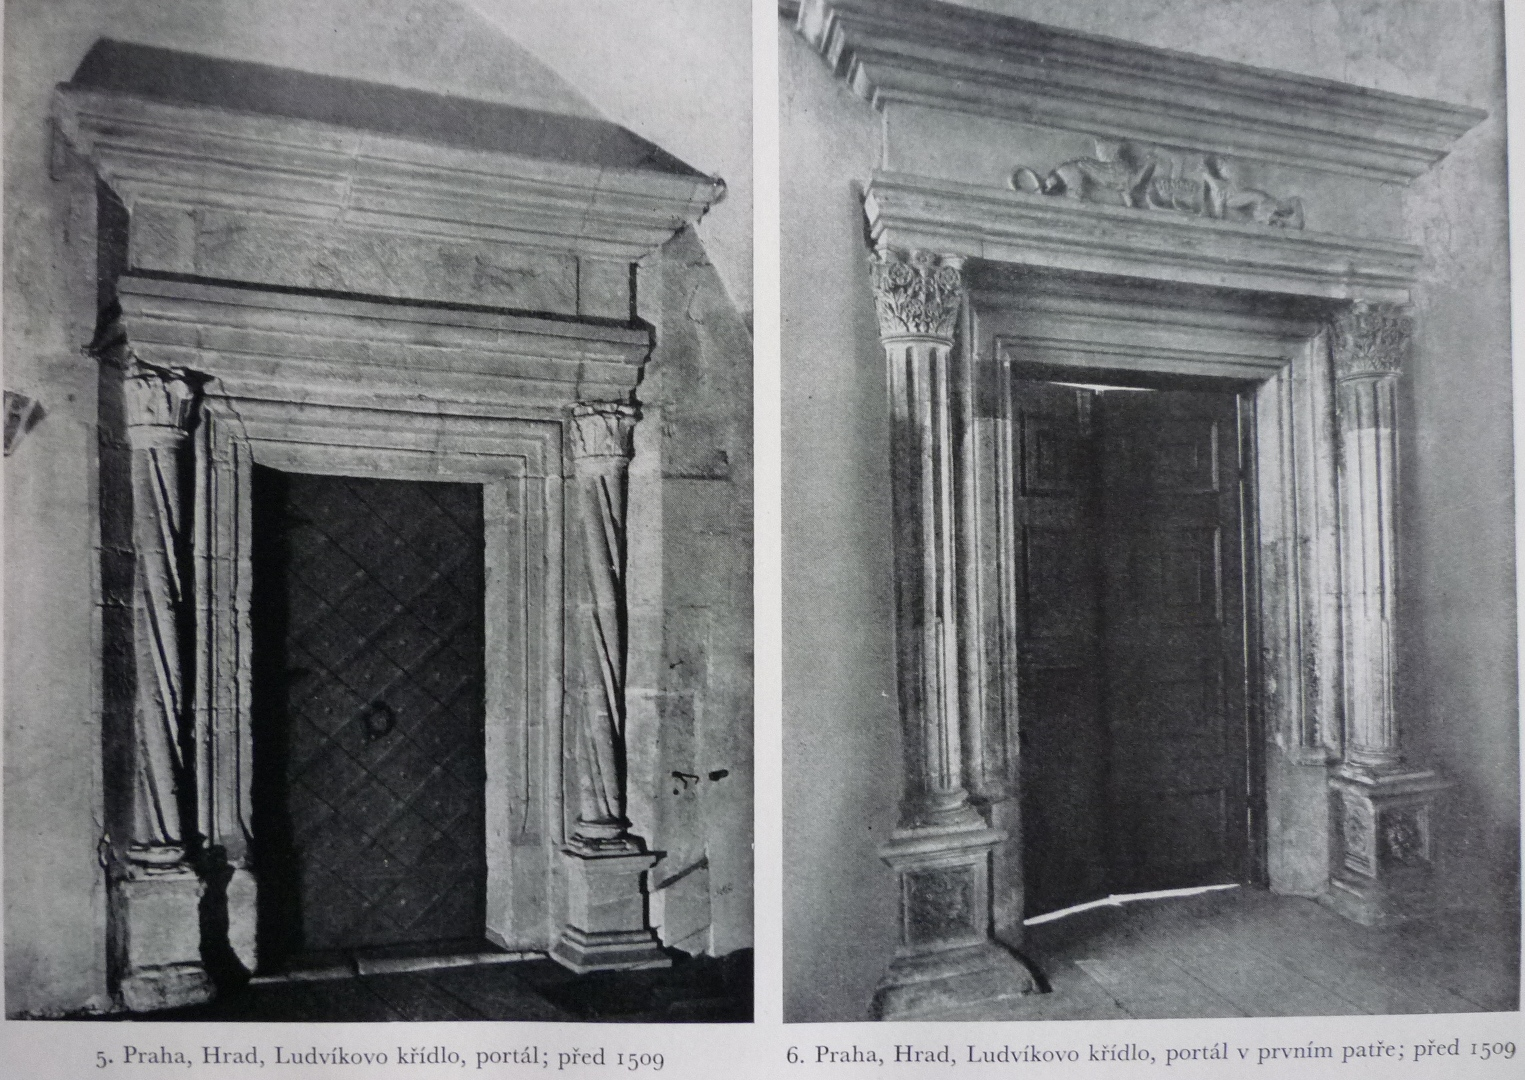 5. Praha, Hrad, Ludvíkovo křídlo, portál; před 1509
6. Praha, Hrad, Ludvíkovo křídlo, portál v prvním patře; před 1509